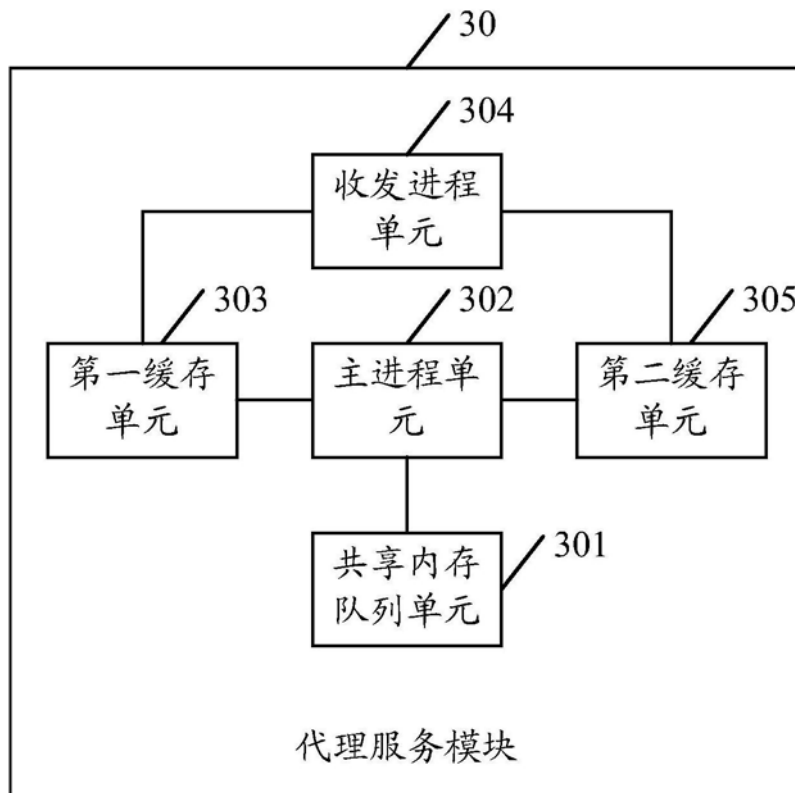 30
304
收发进程
单元
303
302
305
第一缓存
单元
主进程单
元
第二缓存
单元
301
共享内存
队列单元
代理服务模块